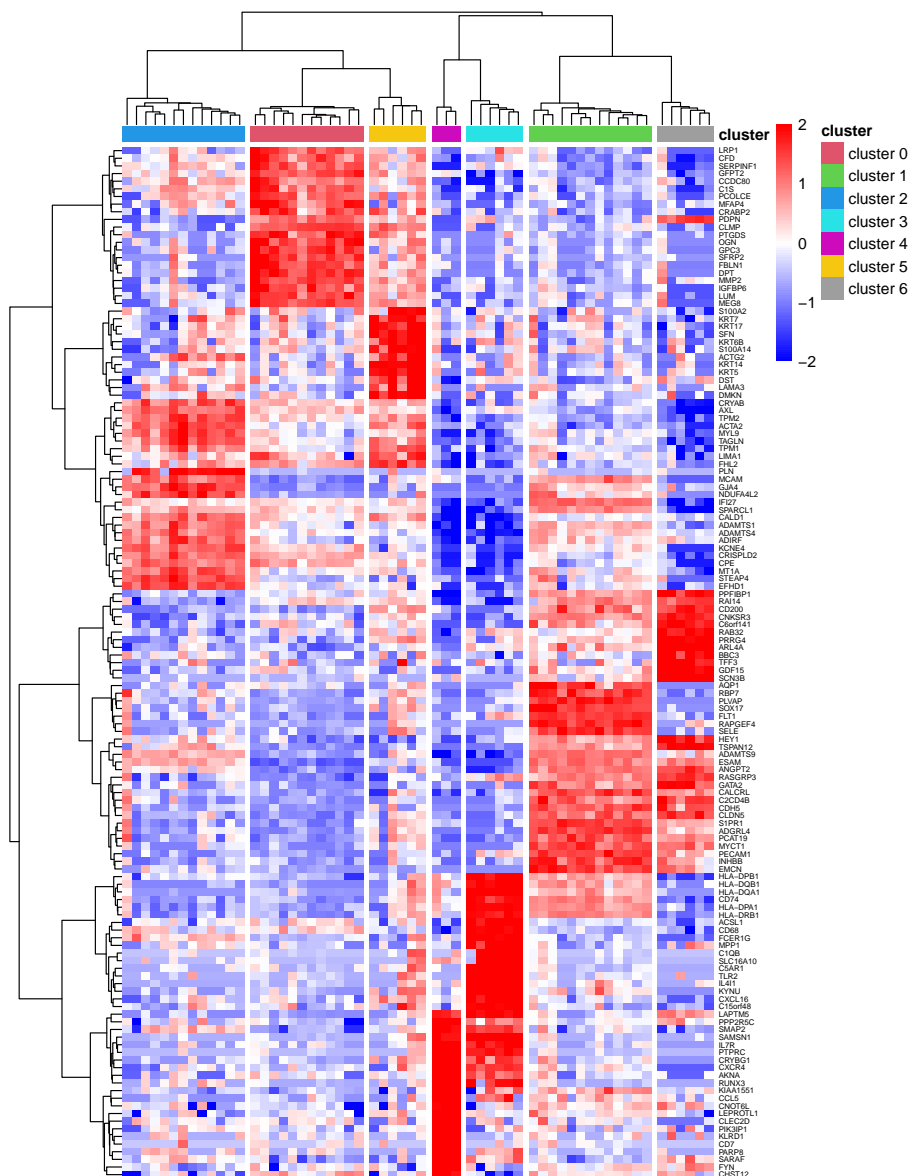 cluster
LRP1
CFD
SERPINF1
GFPT2
CCDC80
C1S
PCOLCE
MFAP4
CRABP2
PDPN
CLMP
PTGDS
OGN
GPC3
SFRP2
FBLN1
DPT
MMP2
IGFBP6
LUM
MEG8
S100A2
KRT7
KRT17
SFN
KRT6B
S100A14
ACTG2
KRT14
KRT5
DST
LAMA3
DMKN
CRYAB
AXL
TPM2
ACTA2
MYL9
TAGLN
TPM1
LIMA1
FHL2
PLN
MCAM
GJA4
NDUFA4L2
IFI27
SPARCL1
CALD1
ADAMTS1
ADAMTS4
ADIRF
KCNE4
CRISPLD2
CPE
MT1A
STEAP4
EFHD1
PPFIBP1
RAI14
CD200
CNKSR3
C6orf141
RAB32
PRRG4
ARL4A
BBC3
TFF3
GDF15
SCN3B
AQP1
RBP7
PLVAP
SOX17
FLT1
RAPGEF4
SELE
HEY1
TSPAN12
ADAMTS9
ESAM
ANGPT2
RASGRP3
GATA2
CALCRL
C2CD4B
CDH5
CLDN5
S1PR1
ADGRL4
PCAT19
MYCT1
PECAM1
INHBB
EMCN
HLA−DPB1
HLA−DQB1
HLA−DQA1
CD74
HLA−DPA1
HLA−DRB1
ACSL1
CD68
FCER1G
MPP1
C1QB
SLC16A10
C5AR1
TLR2
IL4I1
KYNU
CXCL16
C15orf48
LAPTM5
PPP2R5C
SMAP2
SAMSN1
IL7R
PTPRC
CRYBG1
CXCR4
AKNA
RUNX3
KIAA1551
CCL5
CNOT6L
LEPROTL1
CLEC2D
PIK3IP1
KLRD1
CD7
PARP8
SARAF
FYN
CHST12
2
1
0
−1
−2
cluster
cluster 0
cluster 1
cluster 2
cluster 3
cluster 4
cluster 5
cluster 6